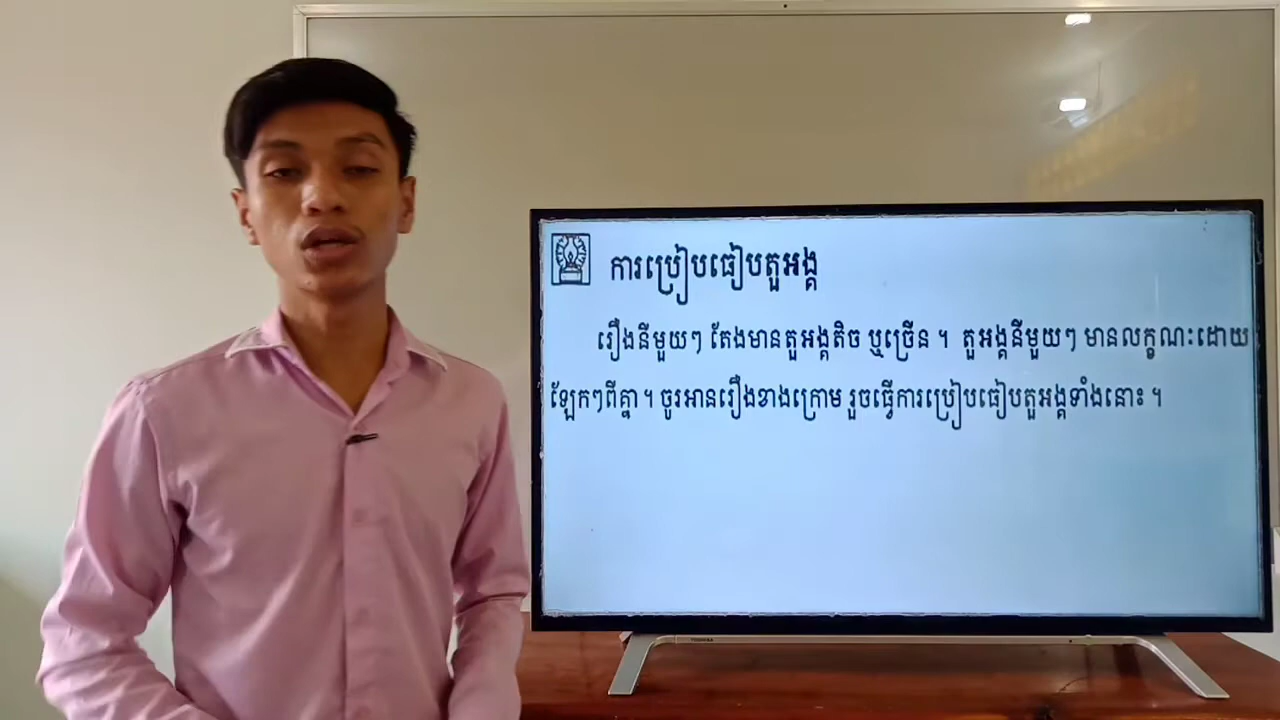 ការប្រៀបធៀបតួអង្គ
រឿងនីមួយៗ តែងមានតួអង្គតិច ឬច្រើន ។ តួអង្គនីមួយៗ មានលក្ខណៈដោយ
ឡែកៗពីគ្នា ។ ចូរអានរឿងខាងក្រោម រួចធ្វើការប្រៀបធៀបតួអង្គទាំងនោះ ។
TOSHIBA